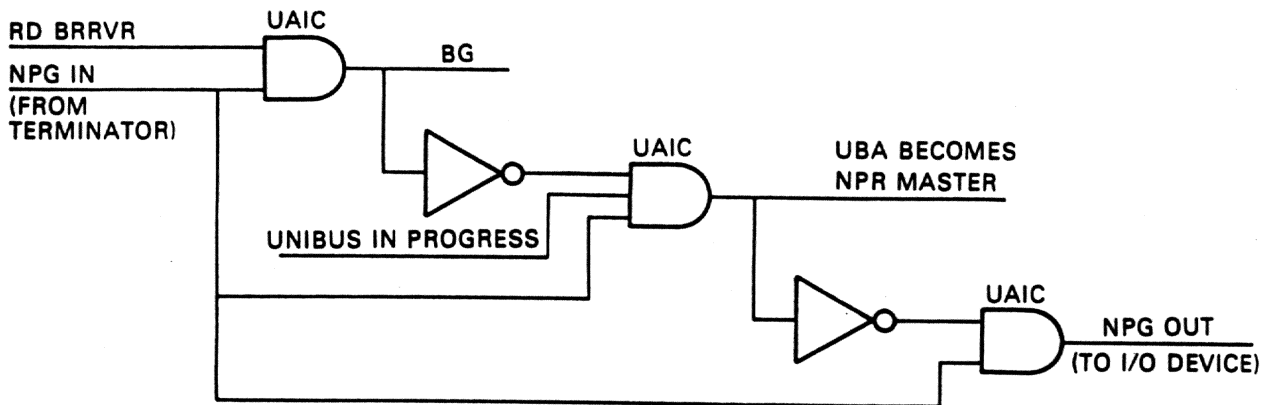 UAIC
RD BRRVR
BG
NPG IN
(FROM
TERMINATOR)
UAIC
UBA BECOMES
NPR MASTER
UNIBUS IN PROGRESS
UAIC
NPG OUT
(TO I/O DEVICE)